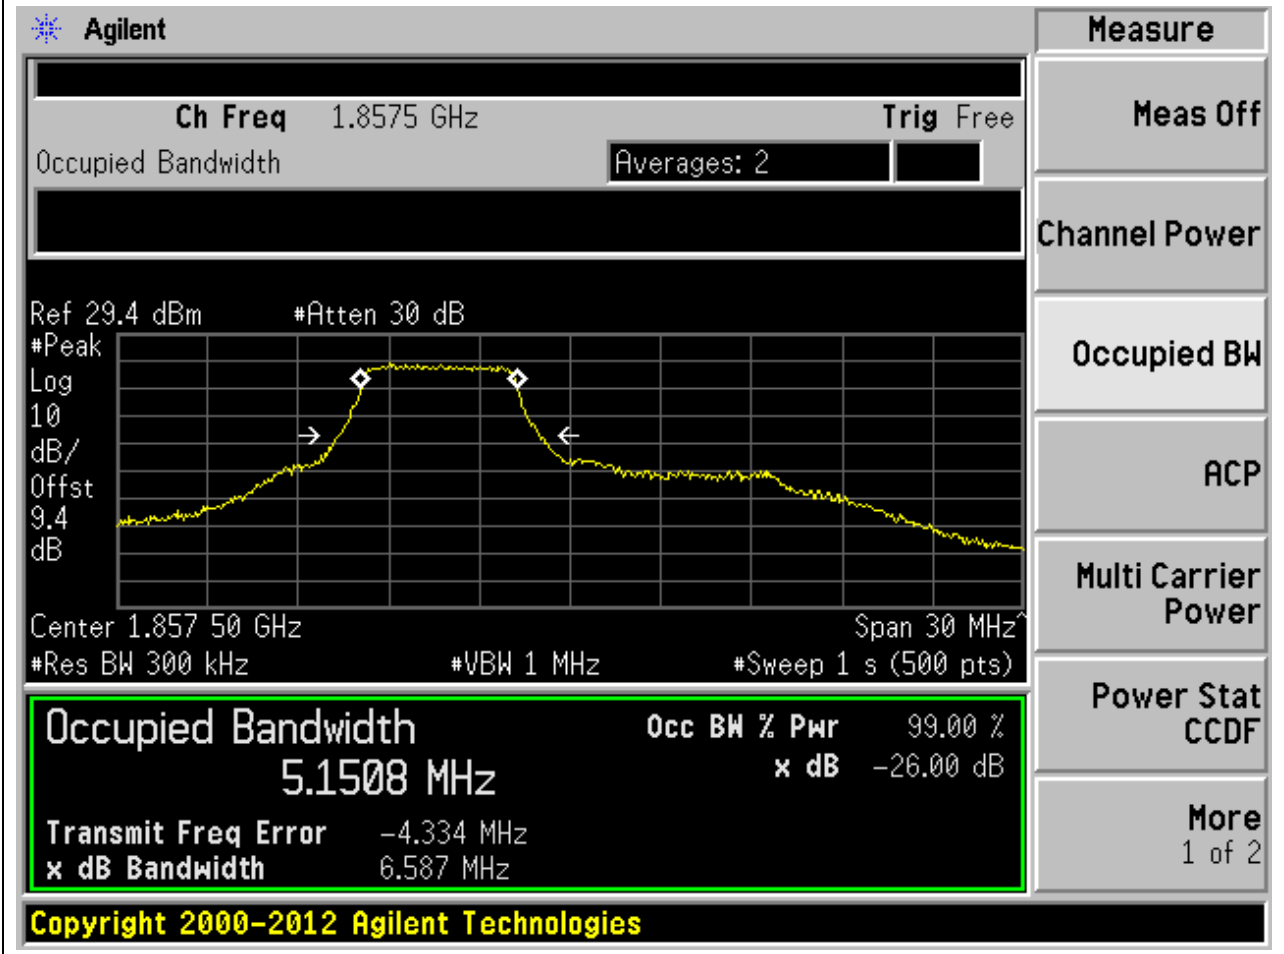 Agilent
Measure
Ch Freq 1.8575 GHz Trig Free
Occupied Bandwidth Averages: 2
Meas Off
Channel Power
Ref 29.4 dBm #Atten 30 dB
#Peak
Log
10
dB/
Offst
9.4
dB
Occupied BW
ACP
Center 1.857 50 GHz Span 30 MHz^
#Res BW 300 kHz #VBW 1 MHz #Sweep 1 s (500 pts)
Multi Carrier
Power
Occupied Bandwidth Occ BW % Pwr 99.00 %
5.1508 MHz x dB -26.00 dB
Transmit Freq Error -4.334 MHz
x dB Bandwidth 6.587 MHz
Power Stat
CCDF
More
1 of 2
Copyright 2000-2012 Agilent Technologies